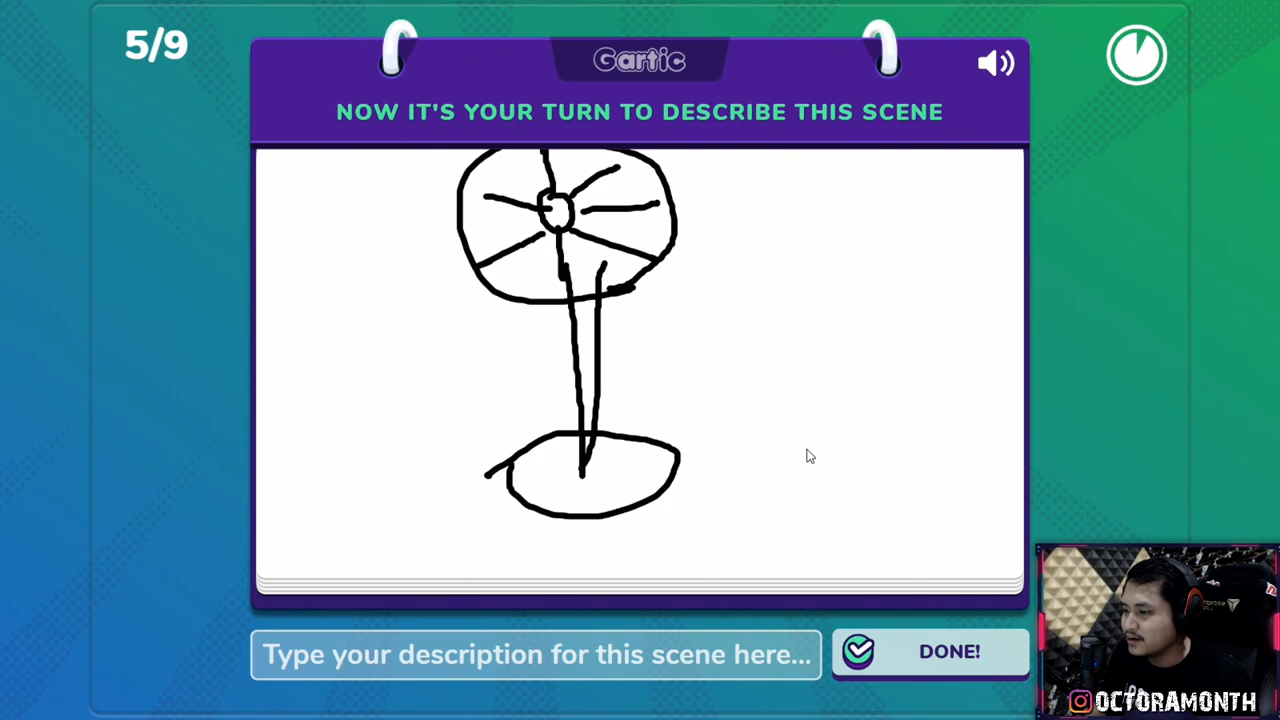 5/9
Gartic
NOW IT'S YOUR TURN TO DESCRIBE THIS SCENE
Type your description for this scene here...
DONE!
OCTORAMONTH